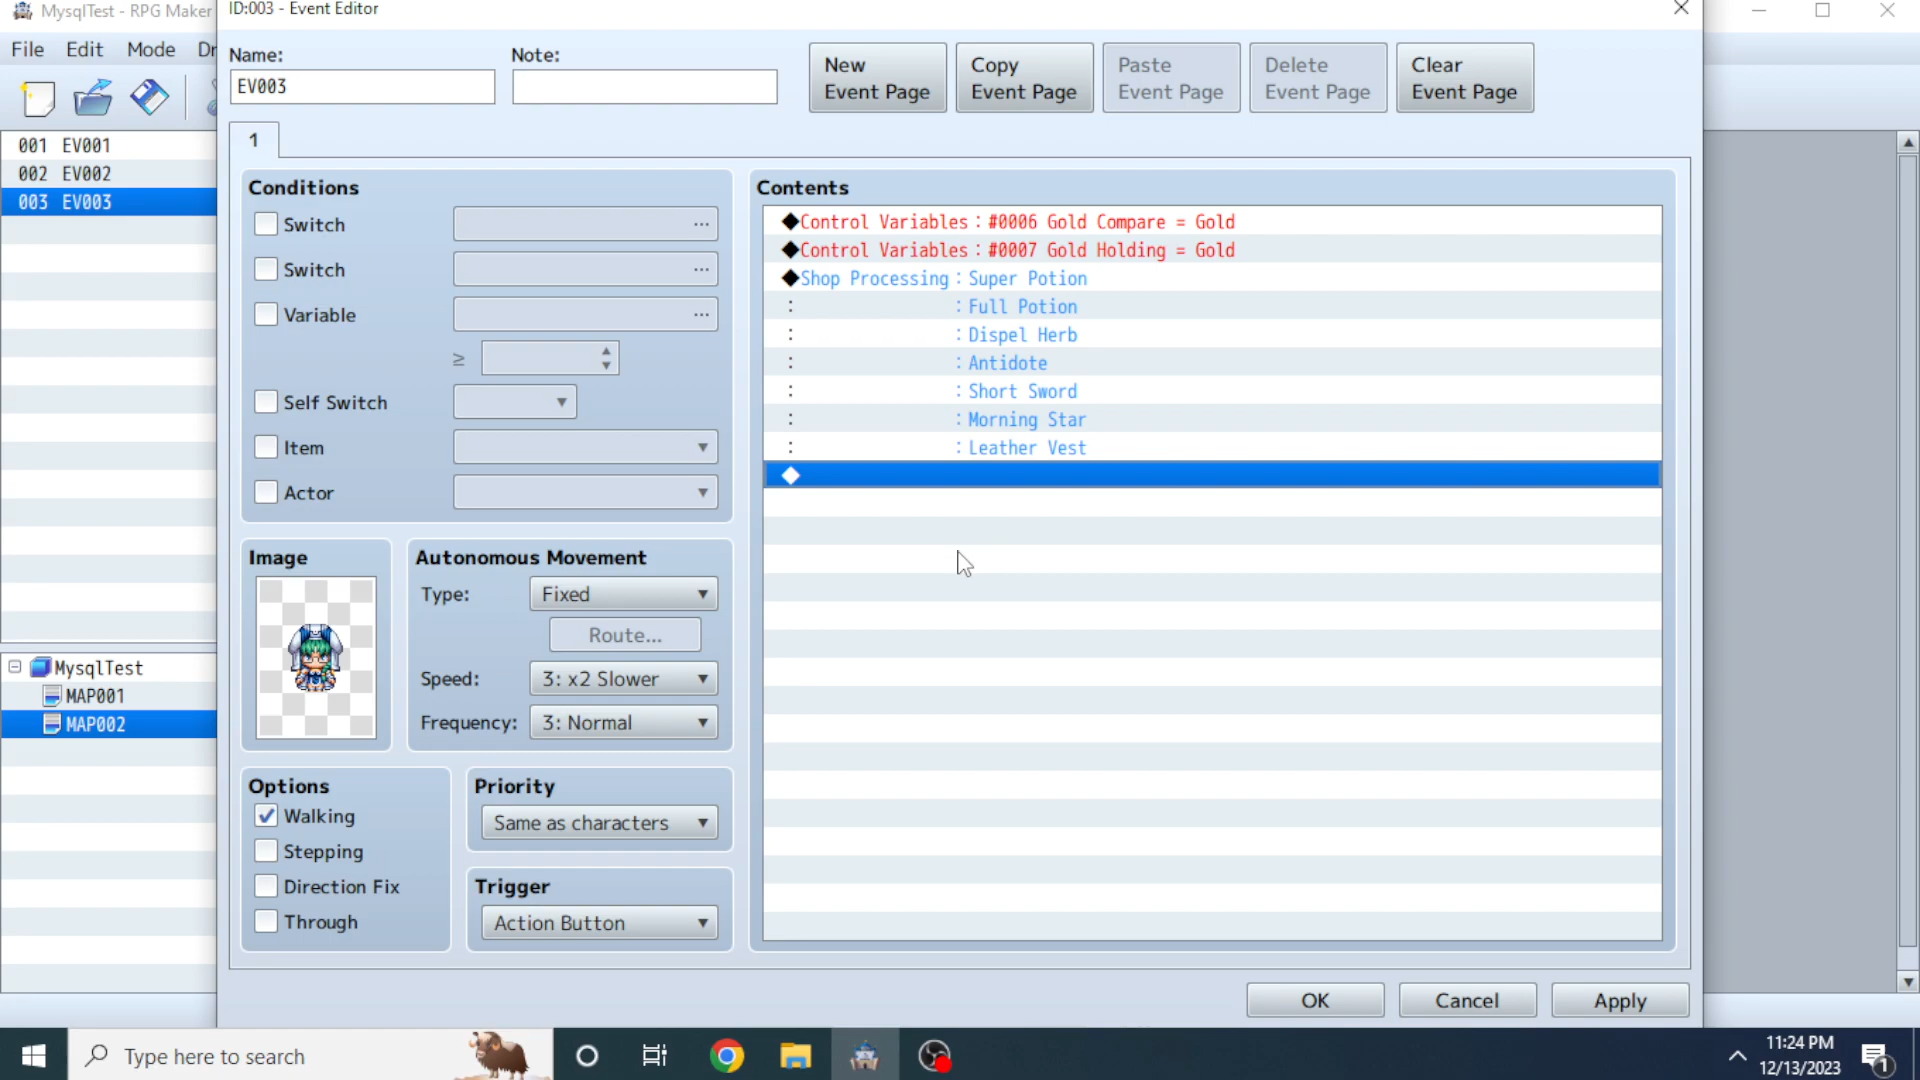 MysqlTest - RPG Maker
ID:003 - Event Editor
File Edit Mode Dr
Name:
Note:
EV003
New
Event Page
Copy
Event Page
Paste
Event Page
Delete
Event Page
Clear
Event Page
1
001 EV001
002 EV002
003 EV003
MysqlTest
MAP001
MAP002
Conditions
Switch ...
Switch ...
Variable ...
≥
Self Switch
Item
Actor
Image
Autonomous Movement
Type: Fixed
Route...
Speed: 3: x2 Slower
Frequency: 3: Normal
Options
Walking
Stepping
Direction Fix
Through
Priority
Same as characters
Trigger
Action Button
Contents
◆Control Variables：#0006 Gold Compare = Gold
◆Control Variables：#0007 Gold Holding = Gold
◆Shop Processing：Super Potion
：　　　　　　　：Full Potion
：　　　　　　　：Dispel Herb
：　　　　　　　：Antidote
：　　　　　　　：Short Sword
：　　　　　　　：Morning Star
：　　　　　　　：Leather Vest
◆
OK Cancel Apply
Type here to search
11:24 PM
12/13/2023
1